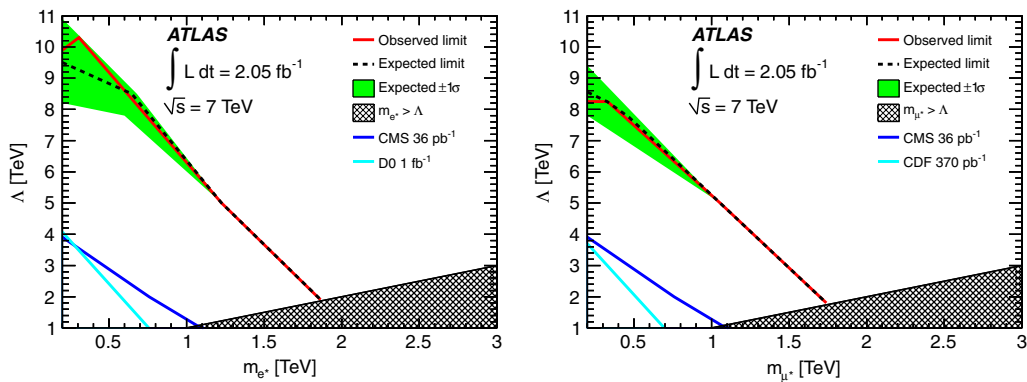 ATLAS
∫ L dt = 2.05 fb⁻¹
√s = 7 TeV
Observed limit
Expected limit
Expected ±1σ
m_e* > Λ
CMS 36 pb⁻¹
D0 1 fb⁻¹
Λ [TeV]
11
10
9
8
7
6
5
4
3
2
1
0.5 1 1.5 2 2.5 3
m_e* [TeV]
ATLAS
∫ L dt = 2.05 fb⁻¹
√s = 7 TeV
Observed limit
Expected limit
Expected ±1σ
m_μ* > Λ
CMS 36 pb⁻¹
CDF 370 pb⁻¹
Λ [TeV]
11
10
9
8
7
6
5
4
3
2
1
0.5 1 1.5 2 2.5 3
m_μ* [TeV]